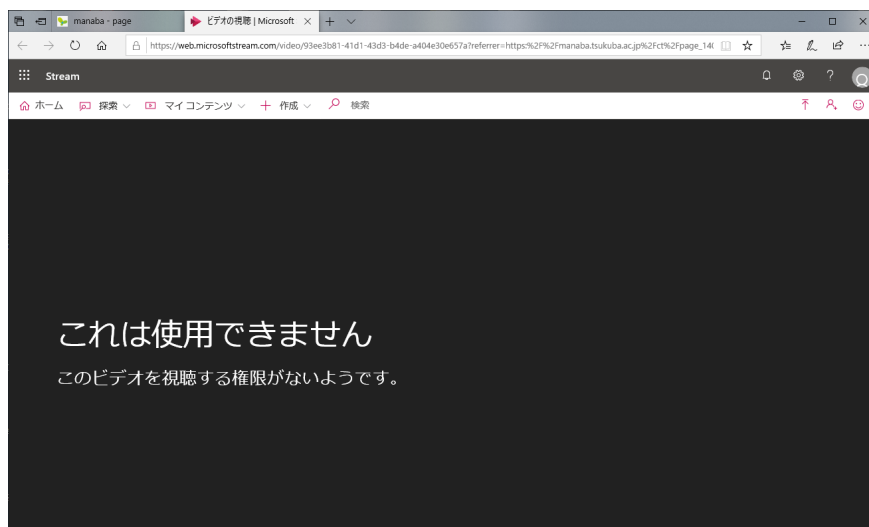 manaba - page
ビデオの視聴 | Microsoft
https://web.microsoftstream.com/video/93ee3b81-41d1-43d3-b4de-a404e30e657a?referrer=https:%2F%2Fmanaba.tsukuba.ac.jp%2Fct%2Fpage_14(
Stream
ホーム 探索 マイ コンテンツ 作成 検索
これは使用できません
このビデオを視聴する権限がないようです。